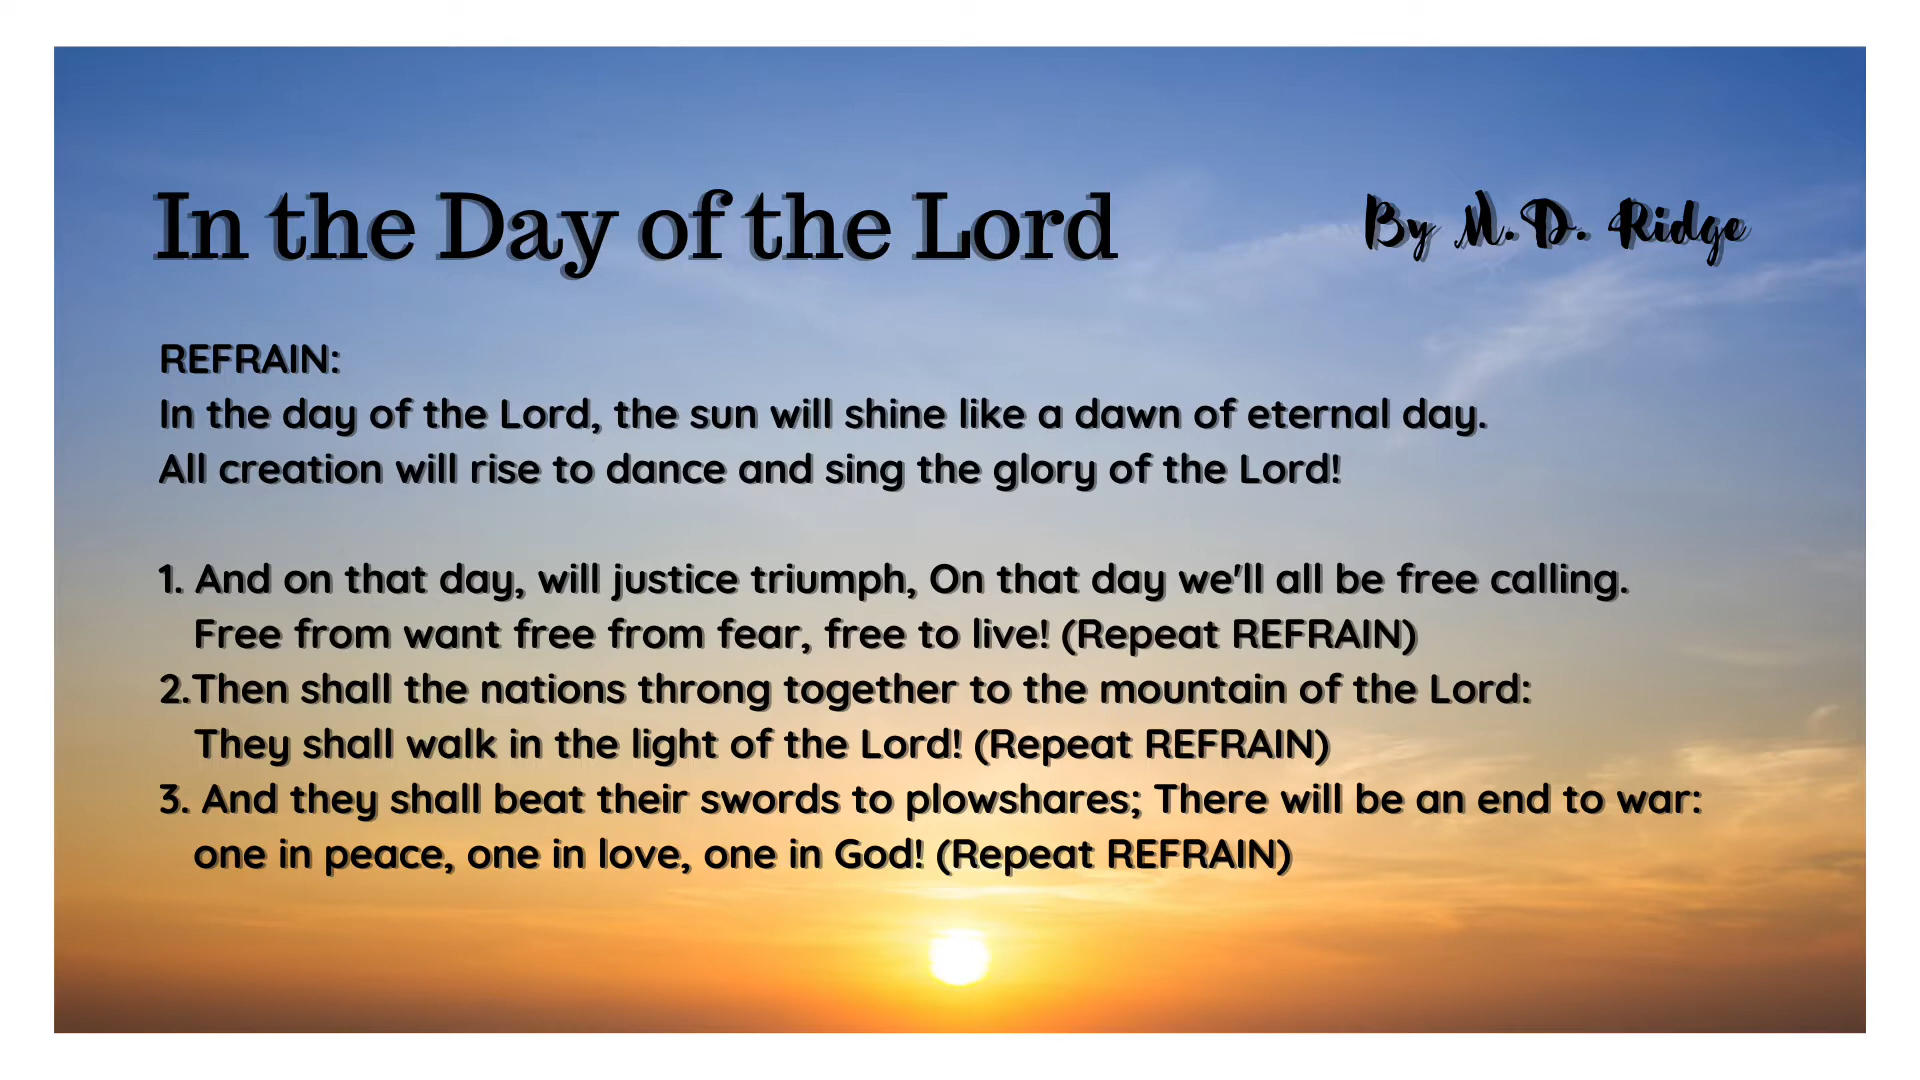 In the Day of the Lord
By M. D. Ridge
REFRAIN:
In the day of the Lord, the sun will shine like a dawn of eternal day.
All creation will rise to dance and sing the glory of the Lord!
1. And on that day, will justice triumph, On that day we'll all be free calling.
Free from want free from fear, free to live! (Repeat REFRAIN)
2.Then shall the nations throng together to the mountain of the Lord:
They shall walk in the light of the Lord! (Repeat REFRAIN)
3. And they shall beat their swords to plowshares; There will be an end to war:
one in peace, one in love, one in God! (Repeat REFRAIN)